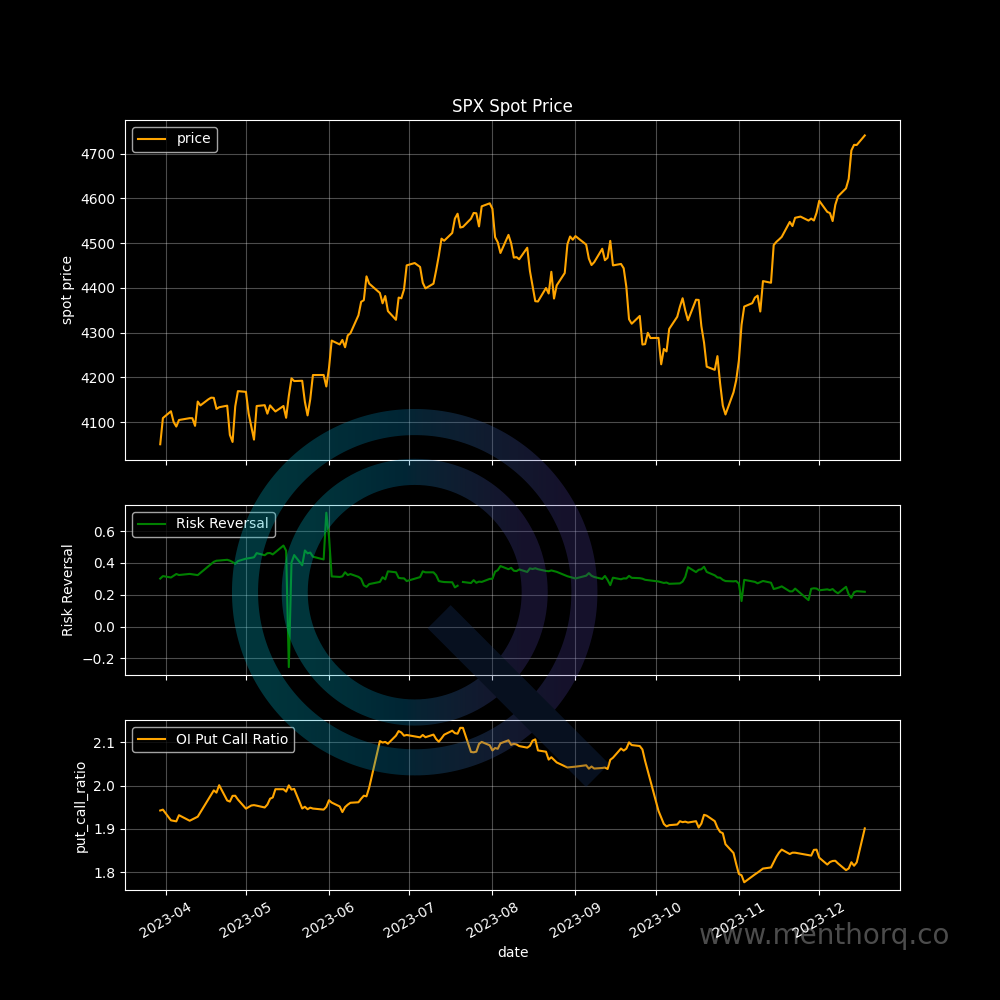 SPX Spot Price
price
4700
4600
4500
4400
4300
4200
4100
spot price
Risk Reversal
0.6
0.4
0.2
0.0
−0.2
Risk Reversal
OI Put Call Ratio
2.1
2.0
1.9
1.8
put_call_ratio
2023-04 2023-05 2023-06 2023-07 2023-08 2023-09 2023-10 2023-11 2023-12
www.menthorq.co
date